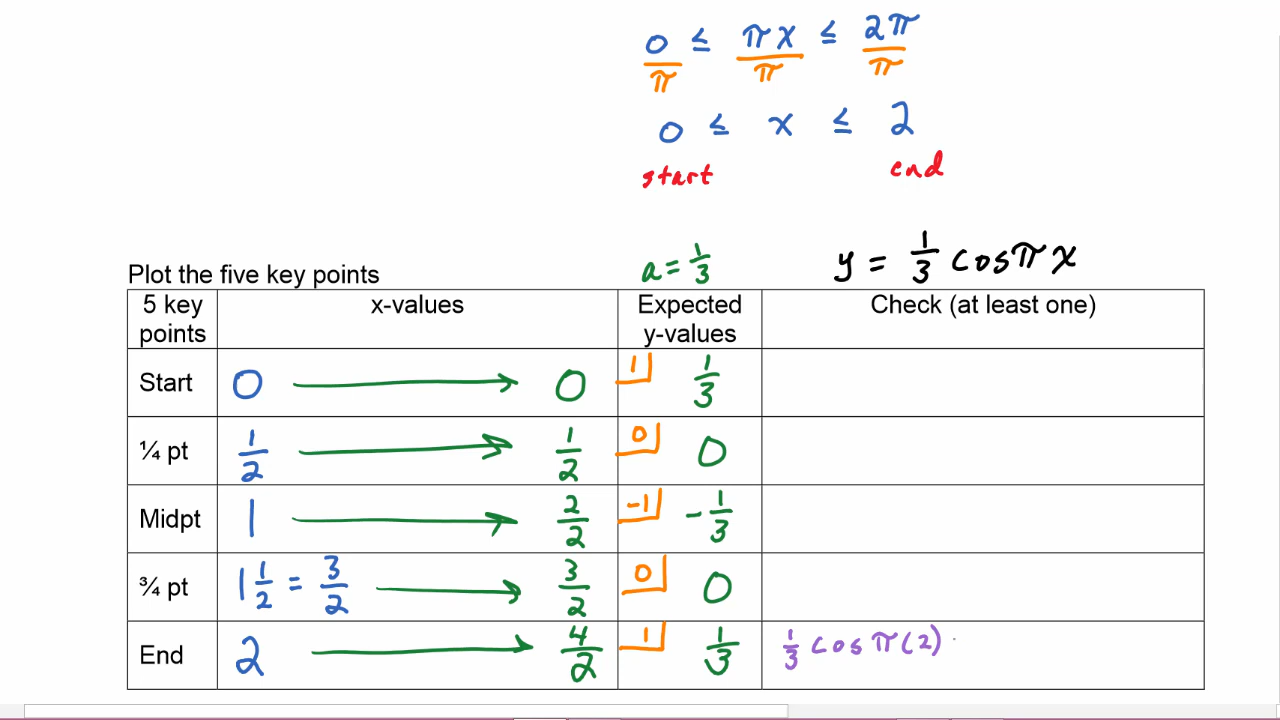 0/π ≤ πx/π ≤ 2π/π
0 ≤ x ≤ 2
start end
Plot the five key points a = 1/3 y = 1/3 cos πx
5 key points x-values Expected y-values Check (at least one)
Start 0 → 0 1 1/3
¼ pt 1/2 → 1/2 0 0
Midpt 1 → 2/2 -1 -1/3
¾ pt 1 1/2 = 3/2 → 3/2 0 0
End 2 → 4/2 1 1/3 1/3 cos π(2)